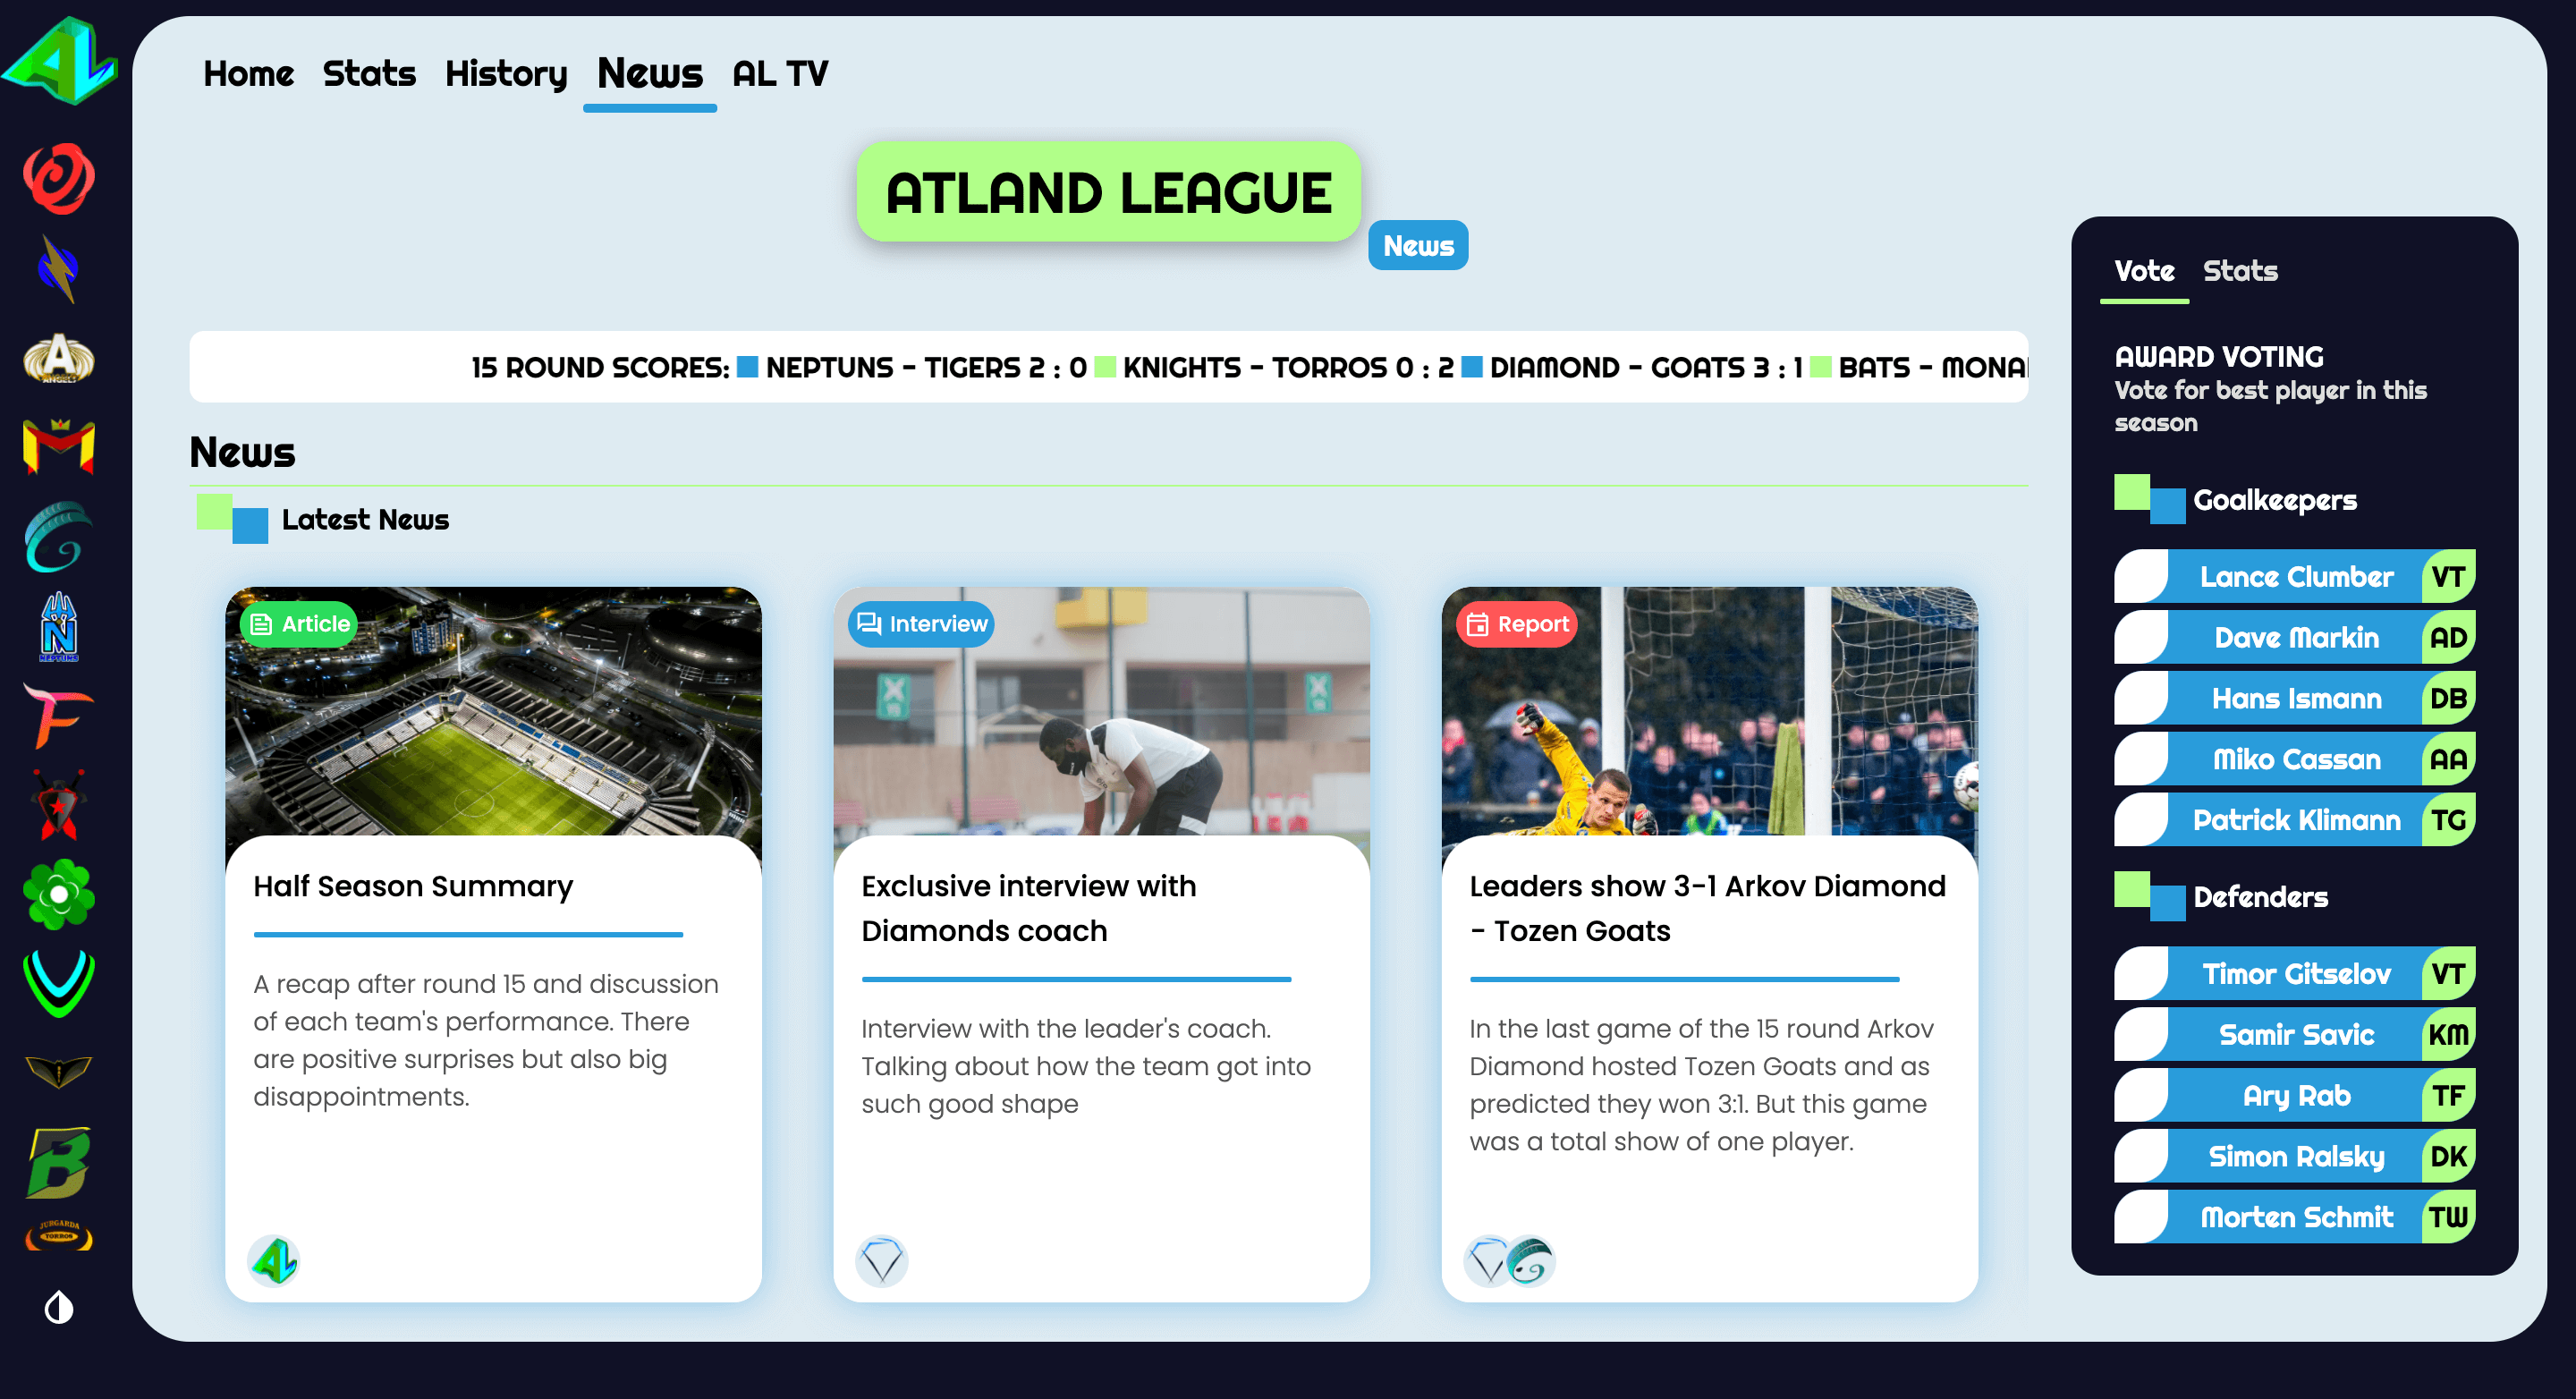 Home Stats History News AL TV
ATLAND LEAGUE
News
15 ROUND SCORES: NEPTUNS - TIGERS 2 : 0 KNIGHTS - TORROS 0 : 2 DIAMOND - GOATS 3 : 1 BATS - MONA
News
Latest News
Article
Half Season Summary
A recap after round 15 and discussion
of each team's performance. There
are positive surprises but also big
disappointments.
Interview
Exclusive interview with
Diamonds coach
Interview with the leader's coach.
Talking about how the team got into
such good shape
Report
Leaders show 3-1 Arkov Diamond
- Tozen Goats
In the last game of the 15 round Arkov
Diamond hosted Tozen Goats and as
predicted they won 3:1. But this game
was a total show of one player.
Vote Stats
AWARD VOTING
Vote for best player in this
season
Goalkeepers
Lance Clumber VT
Dave Markin AD
Hans Ismann DB
Miko Cassan AA
Patrick Klimann TG
Defenders
Timor Gitselov VT
Samir Savic KM
Ary Rab TF
Simon Ralsky DK
Morten Schmit TW
AL
A
ANGELS
M
N
NEPTUNS
F
B
JURGARDA
TORROS